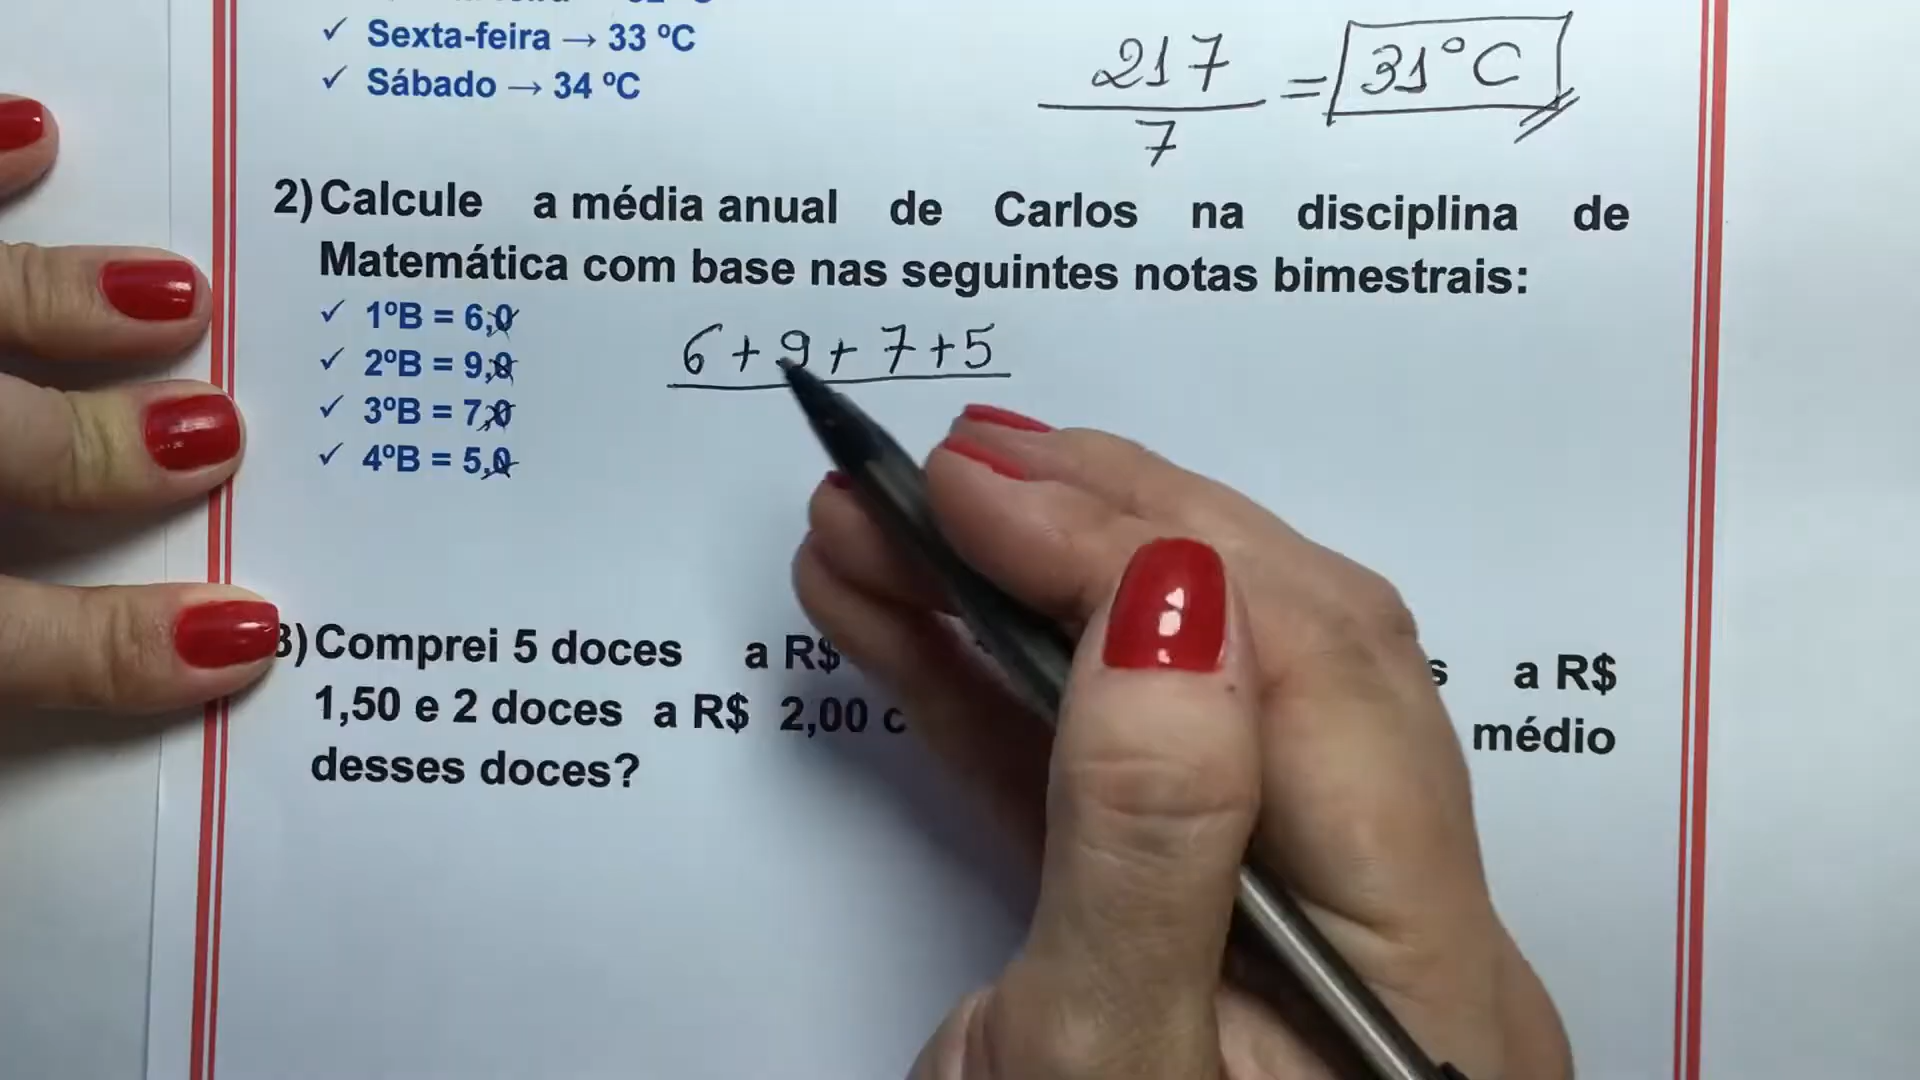 ✓ Sexta-feira → 33 ºC
✓ Sábado → 34 ºC
217
7
= 31°C
2) Calcule a média anual de Carlos na disciplina de
Matemática com base nas seguintes notas bimestrais:
✓ 1ºB = 6,0
✓ 2ºB = 9,0
✓ 3ºB = 7,0
✓ 4ºB = 5,0
6 + 9 + 7 + 5
3) Comprei 5 doces a R$ a R$
1,50 e 2 doces a R$ 2,00 médio
desses doces?